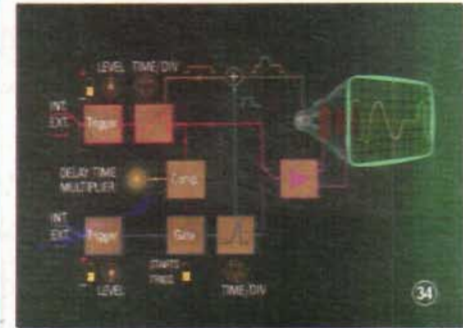 LEVEL TIME/DIV
INT.
EXT.
Trigger
DELAY TIME
MULTIPLIER
Comp.
INT.
EXT.
Trigger
Gate
STARTS
TRIGG.
LEVEL
TIME/DIV
34